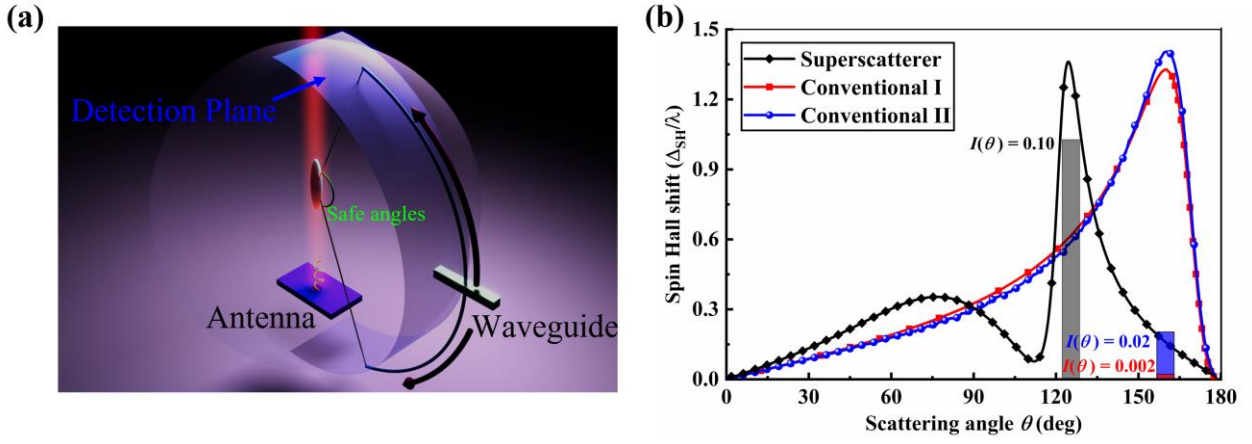 (a)
Detection Plane
Safe angles
Antenna
Waveguide
(b)
Spin Hall shift (Δ_SH/λ)
1.5
1.2
0.9
0.6
0.3
0.0
Superscatterer
Conventional I
Conventional II
I(θ) = 0.10
I(θ) = 0.02
I(θ) = 0.002
0 30 60 90 120 150 180
Scattering angle θ (deg)